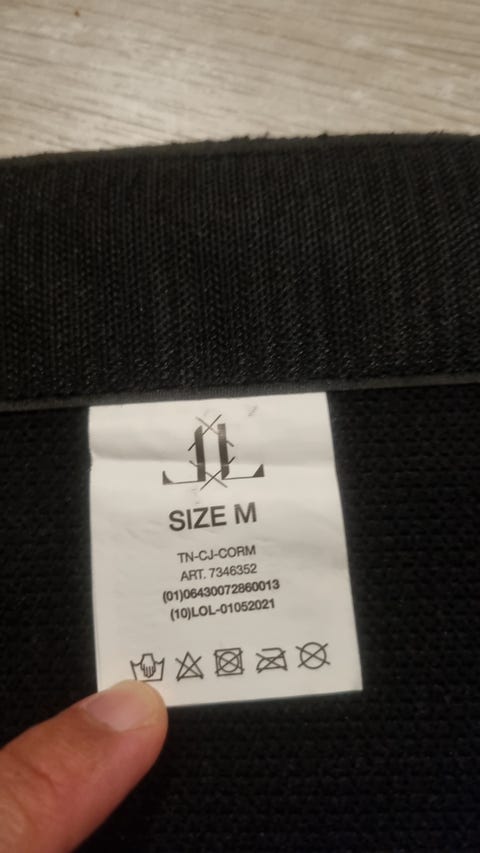 SIZE M
TN-CJ-CORM
ART. 7346352
(01)06430072860013
(10)LOL-01052021